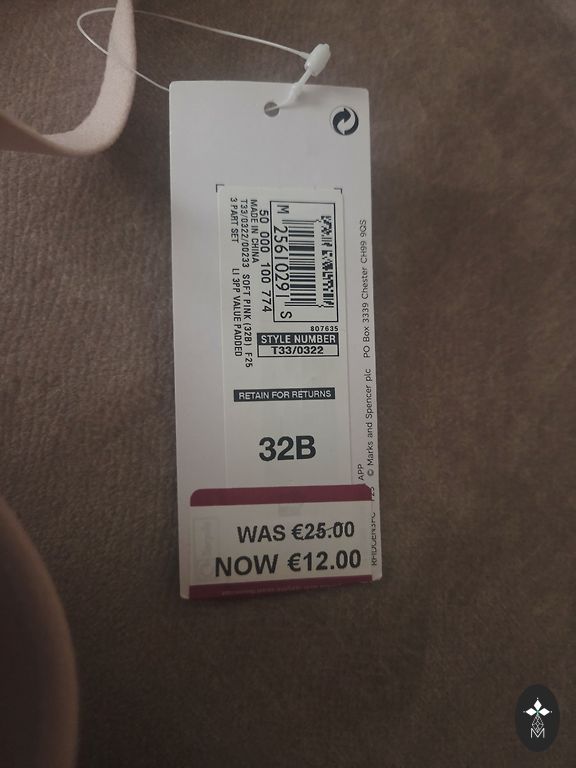 M 25610291 S
50 000 100 774
MADE IN CHINA
T33/0322/00233 SOFT PINK (32B) F25
3 PART SET LI 3PP VALUE PADDED
807635
STYLE NUMBER
T33/0322
RETAIN FOR RETURNS
32B
© Marks and Spencer plc PO Box 3339 Chester CH99 9QS
APP
F25
WAS €25.00
NOW €12.00
M